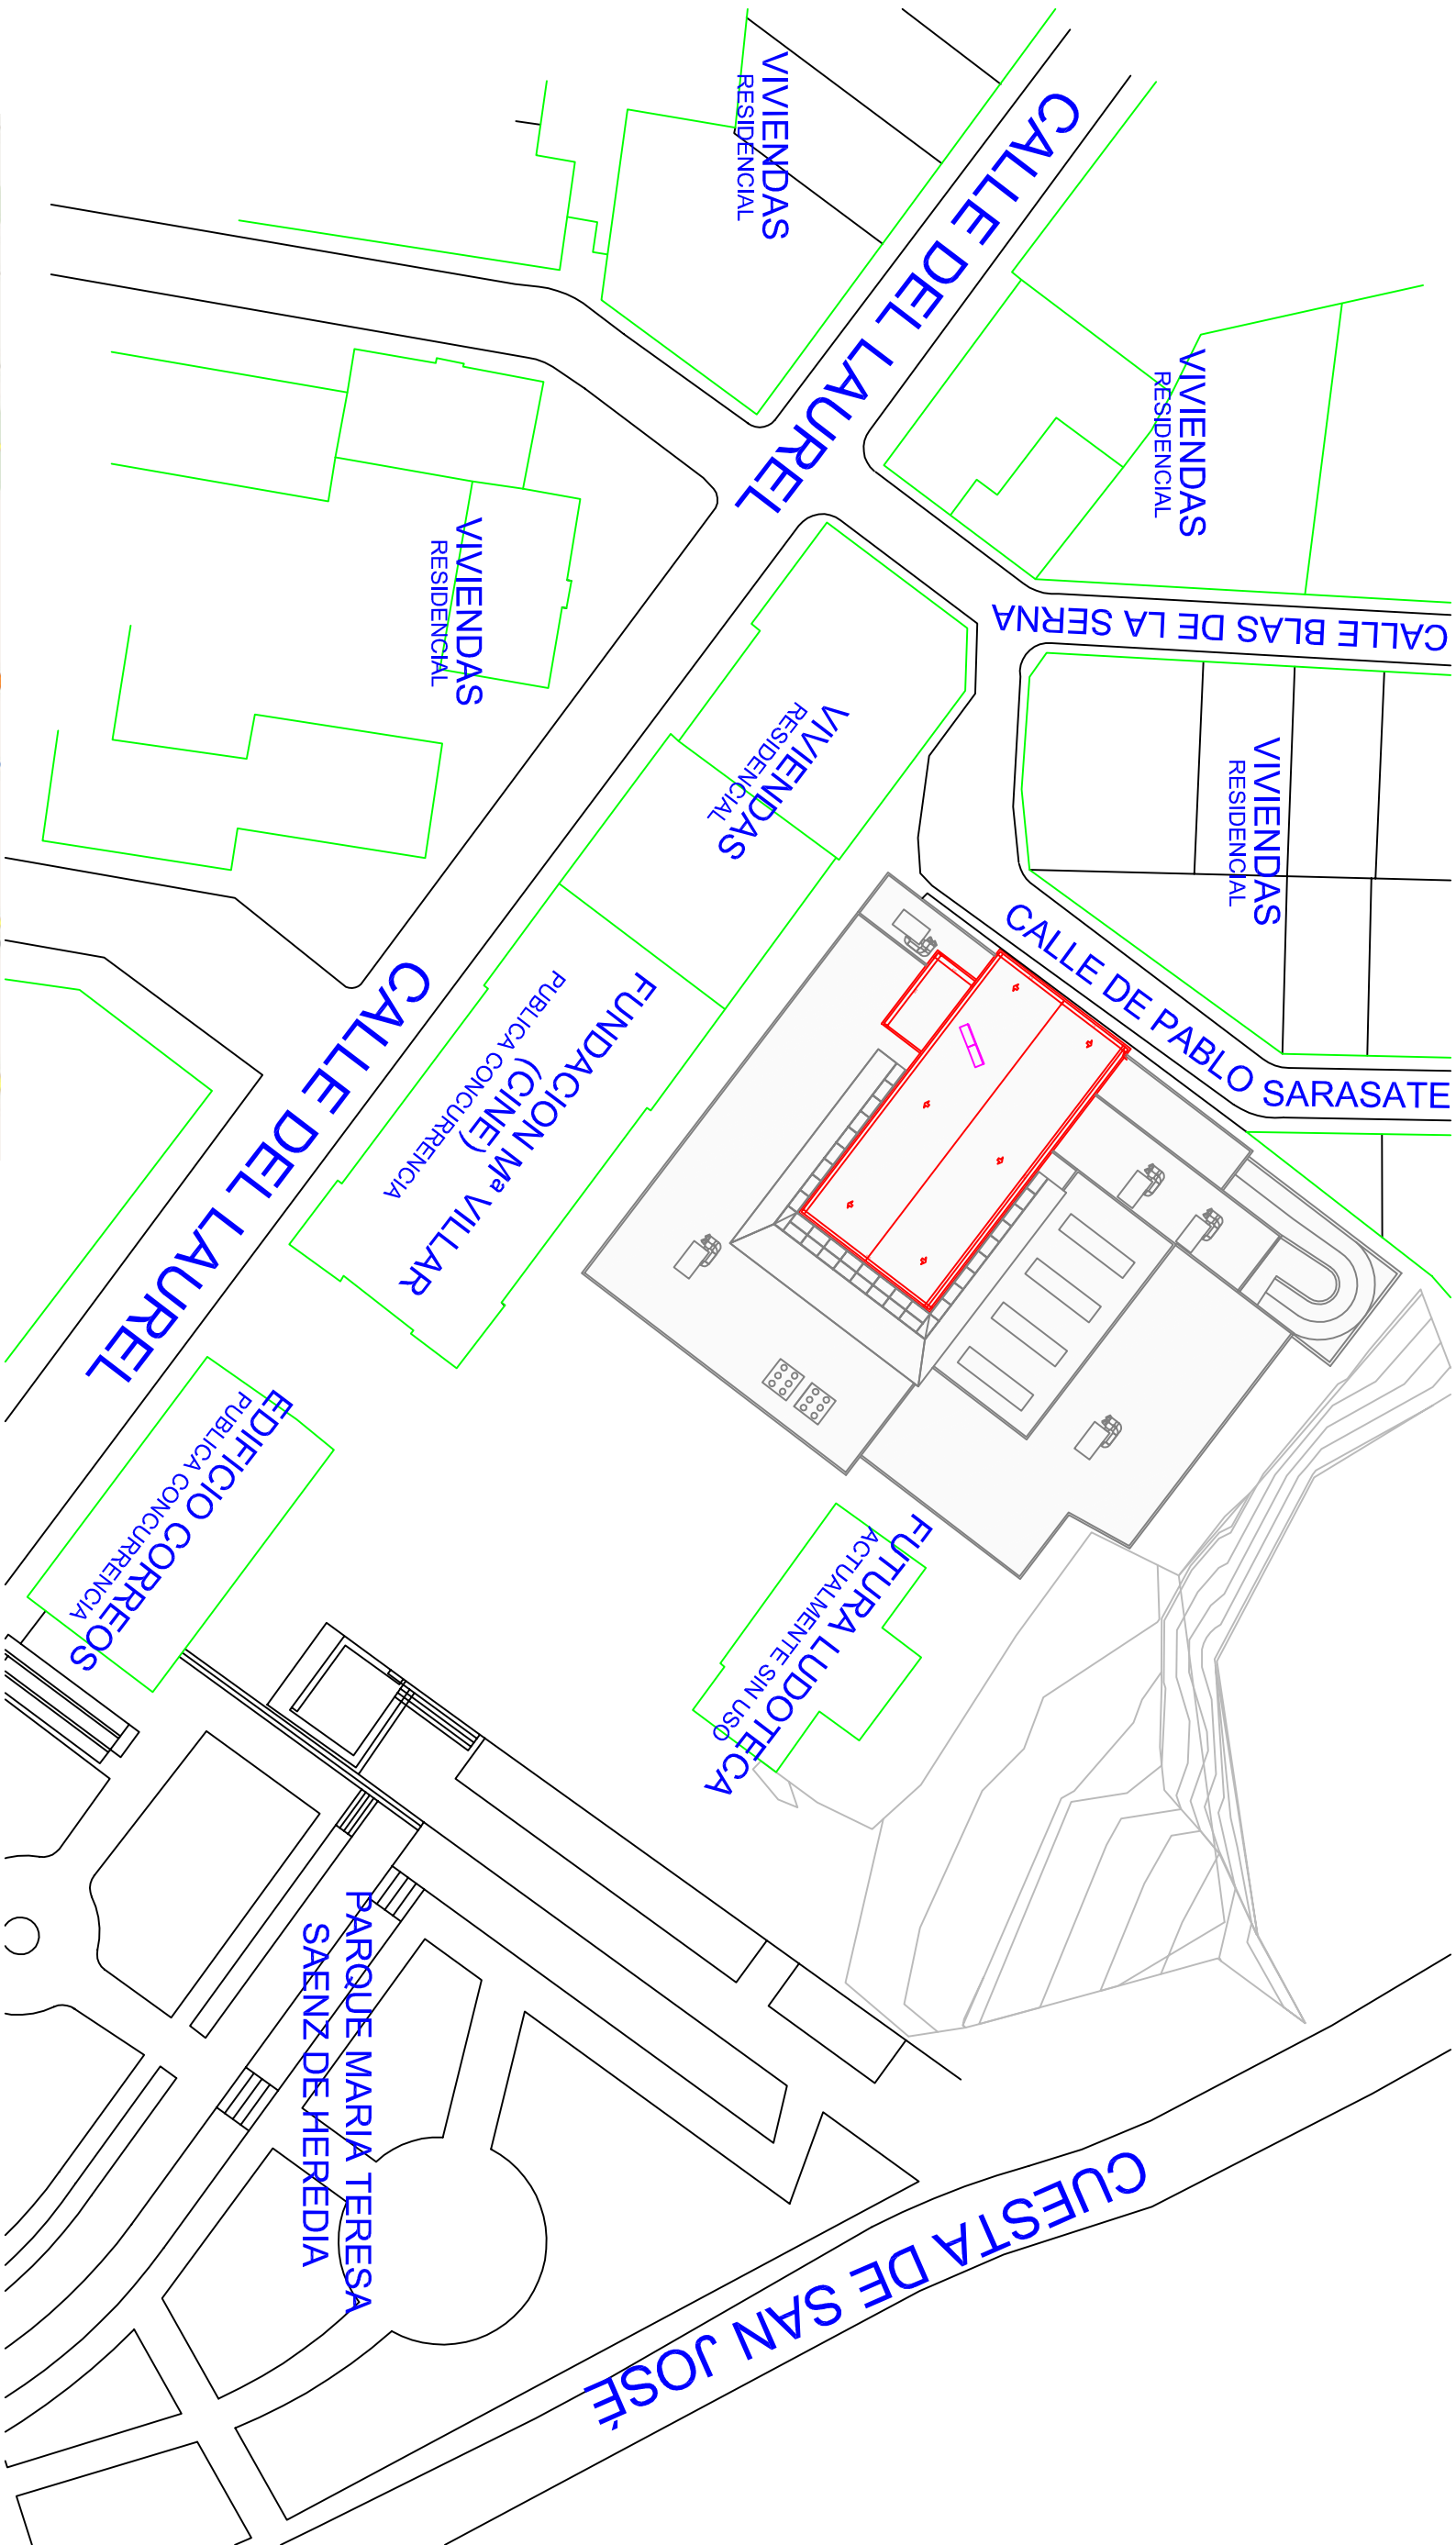 VIVIENDAS
RESIDENCIAL
CALLE DEL LAUREL
VIVIENDAS
RESIDENCIAL
VIVIENDAS
RESIDENCIAL
CALLE BLAS DE LA SERNA
VIVIENDAS
RESIDENCIAL
VIVIENDAS
RESIDENCIAL
CALLE DE PABLO SARASATE
FUNDACION Mª VILLAR
(CINE)
PUBLICA CONCURRENCIA
CALLE DEL LAUREL
EDIFICIO CORREOS
PUBLICA CONCURRENCIA
FUTURA LUDOTECA
ACTUALMENTE SIN USO
PARQUE MARIA TERESA
SAENZ DE HEREDIA
CUESTA DE SAN JOSÉ